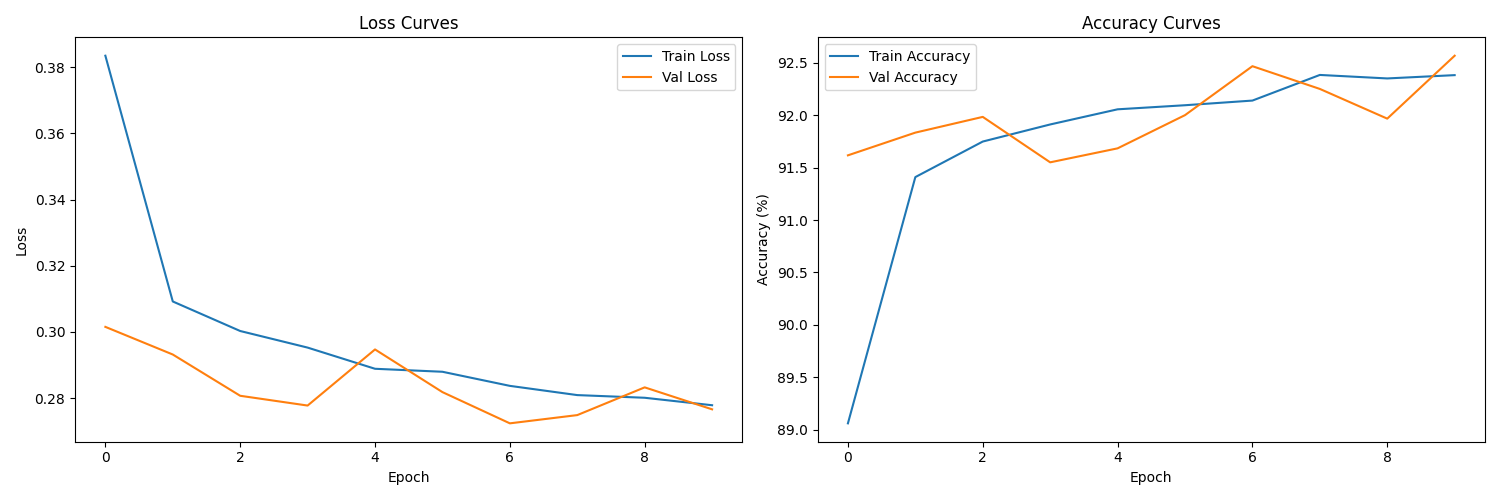 Loss Curves
Train Loss
Val Loss
0.38
0.36
0.34
0.32
0.30
0.28
Loss
0
2
4
6
8
Epoch
Accuracy Curves
Train Accuracy
Val Accuracy
92.5
92.0
91.5
91.0
90.5
90.0
89.5
89.0
Accuracy (%)
0
2
4
6
8
Epoch